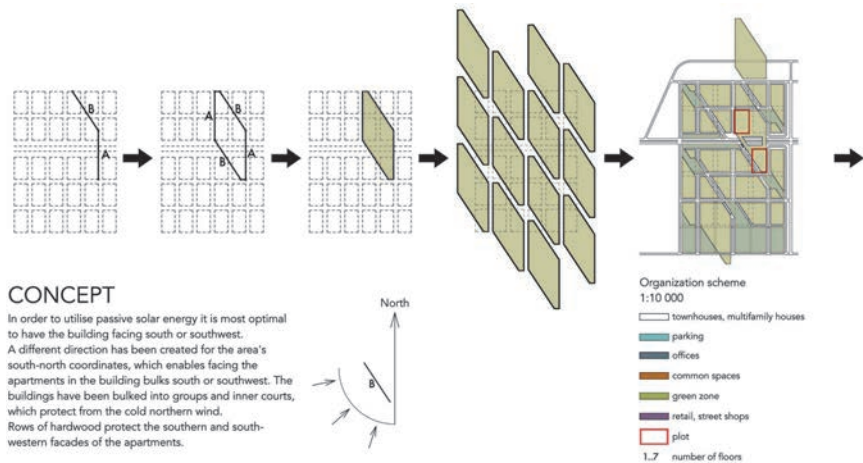 B
A
B
A
A
B
CONCEPT
In order to utilise passive solar energy it is most optimal
to have the building facing south or southwest.
A different direction has been created for the area's
south-north coordinates, which enables facing the
apartments in the building bulks south or southwest. The
buildings have been bulked into groups and inner courts,
which protect from the cold northern wind.
Rows of hardwood protect the southern and south-
western facades of the apartments.
North
B
Organization scheme
1:10 000
townhouses, multifamily houses
parking
offices
common spaces
green zone
retail, street shops
plot
1..7 number of floors